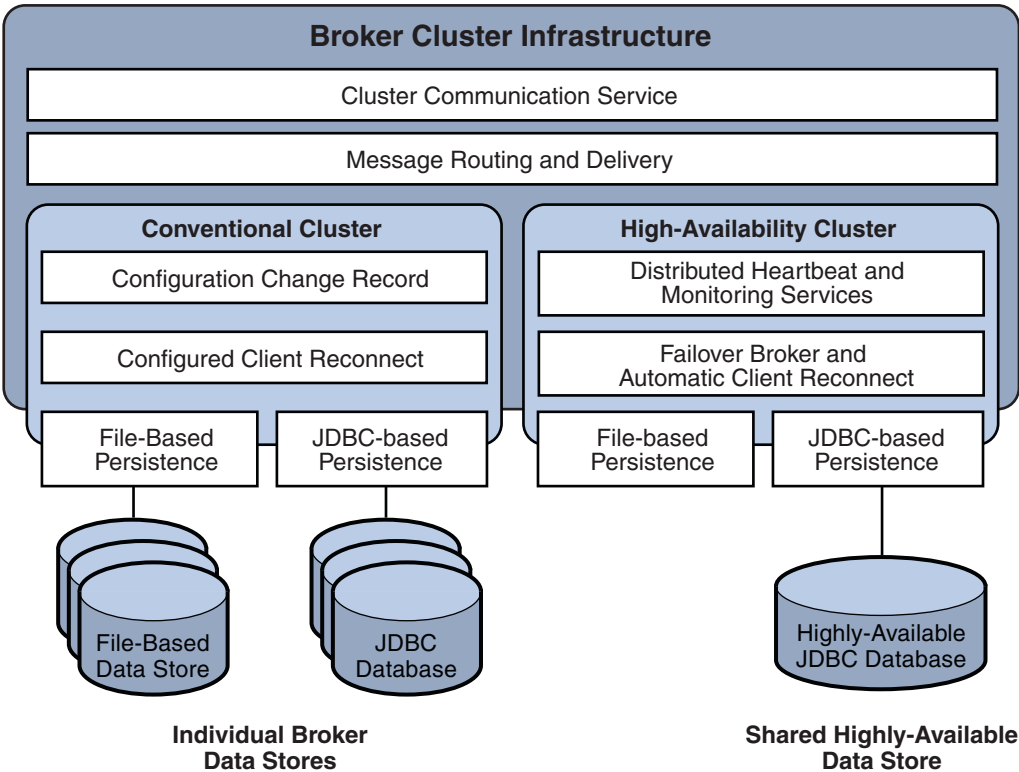 Broker Cluster Infrastructure
Cluster Communication Service
Message Routing and Delivery
Conventional Cluster
Configuration Change Record
Configured Client Reconnect
File-Based
Persistence
JDBC-based
Persistence
High-Availability Cluster
Distributed Heartbeat and
Monitoring Services
Failover Broker and
Automatic Client Reconnect
File-based
Persistence
JDBC-based
Persistence
File-Based
Data Store
JDBC
Database
Highly-Available
JDBC Database
Individual Broker
Data Stores
Shared Highly-Available
Data Store